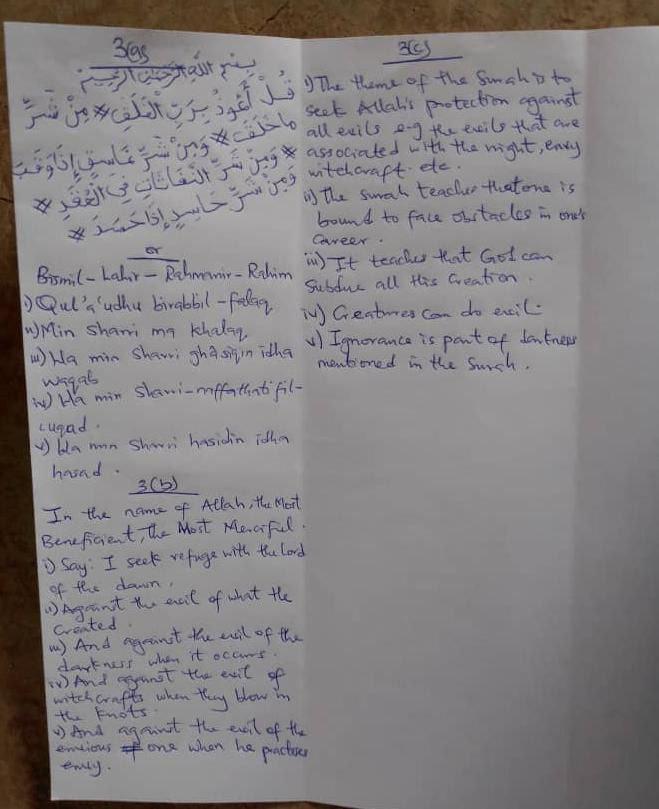 3(a)
بِسْمِ اللَّهِ الرَّحْمَنِ الرَّحِيمِ
قُلْ أَعُوذُ بِرَبِّ الْفَلَقِ * مِنْ شَرِّ
مَا خَلَقَ * وَمِنْ شَرِّ غَاسِقٍ إِذَا وَقَبَ
* وَمِنْ شَرِّ النَّفَّاثَاتِ فِي الْعُقَدِ *
وَمِنْ شَرِّ حَاسِدٍ إِذَا حَسَدَ *
or
Bismil-Lahir-Rahmanir-Rahim
i) Qul'a'udhu birabbil-falaq
ii) Min sharri ma khalaq
iii) Wa min sharri ghasiqin idha
waqab
iv) Wa min sharri-naffathati fil-
cuqad.
v) Wa min sharri hasidin idha
hasad.
3(b)
In the name of Allah, the Most
Beneficient, the Most Merciful.
i) Say: I seek refuge with the Lord
of the dawn.
ii) Against the evil of what He
created.
iii) And against the evil of the
darkness when it occurs.
iv) And against the evil of
witchcrafts when they blow in
the knots.
v) And against the evil of the
envious one when he practises
envy.
3(c)
i) The theme of the Surah is to
seek Allah's protection against
all evils e.g the evils that are
associated with the night, envy
witchcraft etc.
ii) The surah teaches that one is
bound to face obstacles in one's
career.
iii) It teaches that God can
subdue all His creation.
iv) Creatures can do evil.
v) Ignorance is part of darkness
mentioned in the Surah.